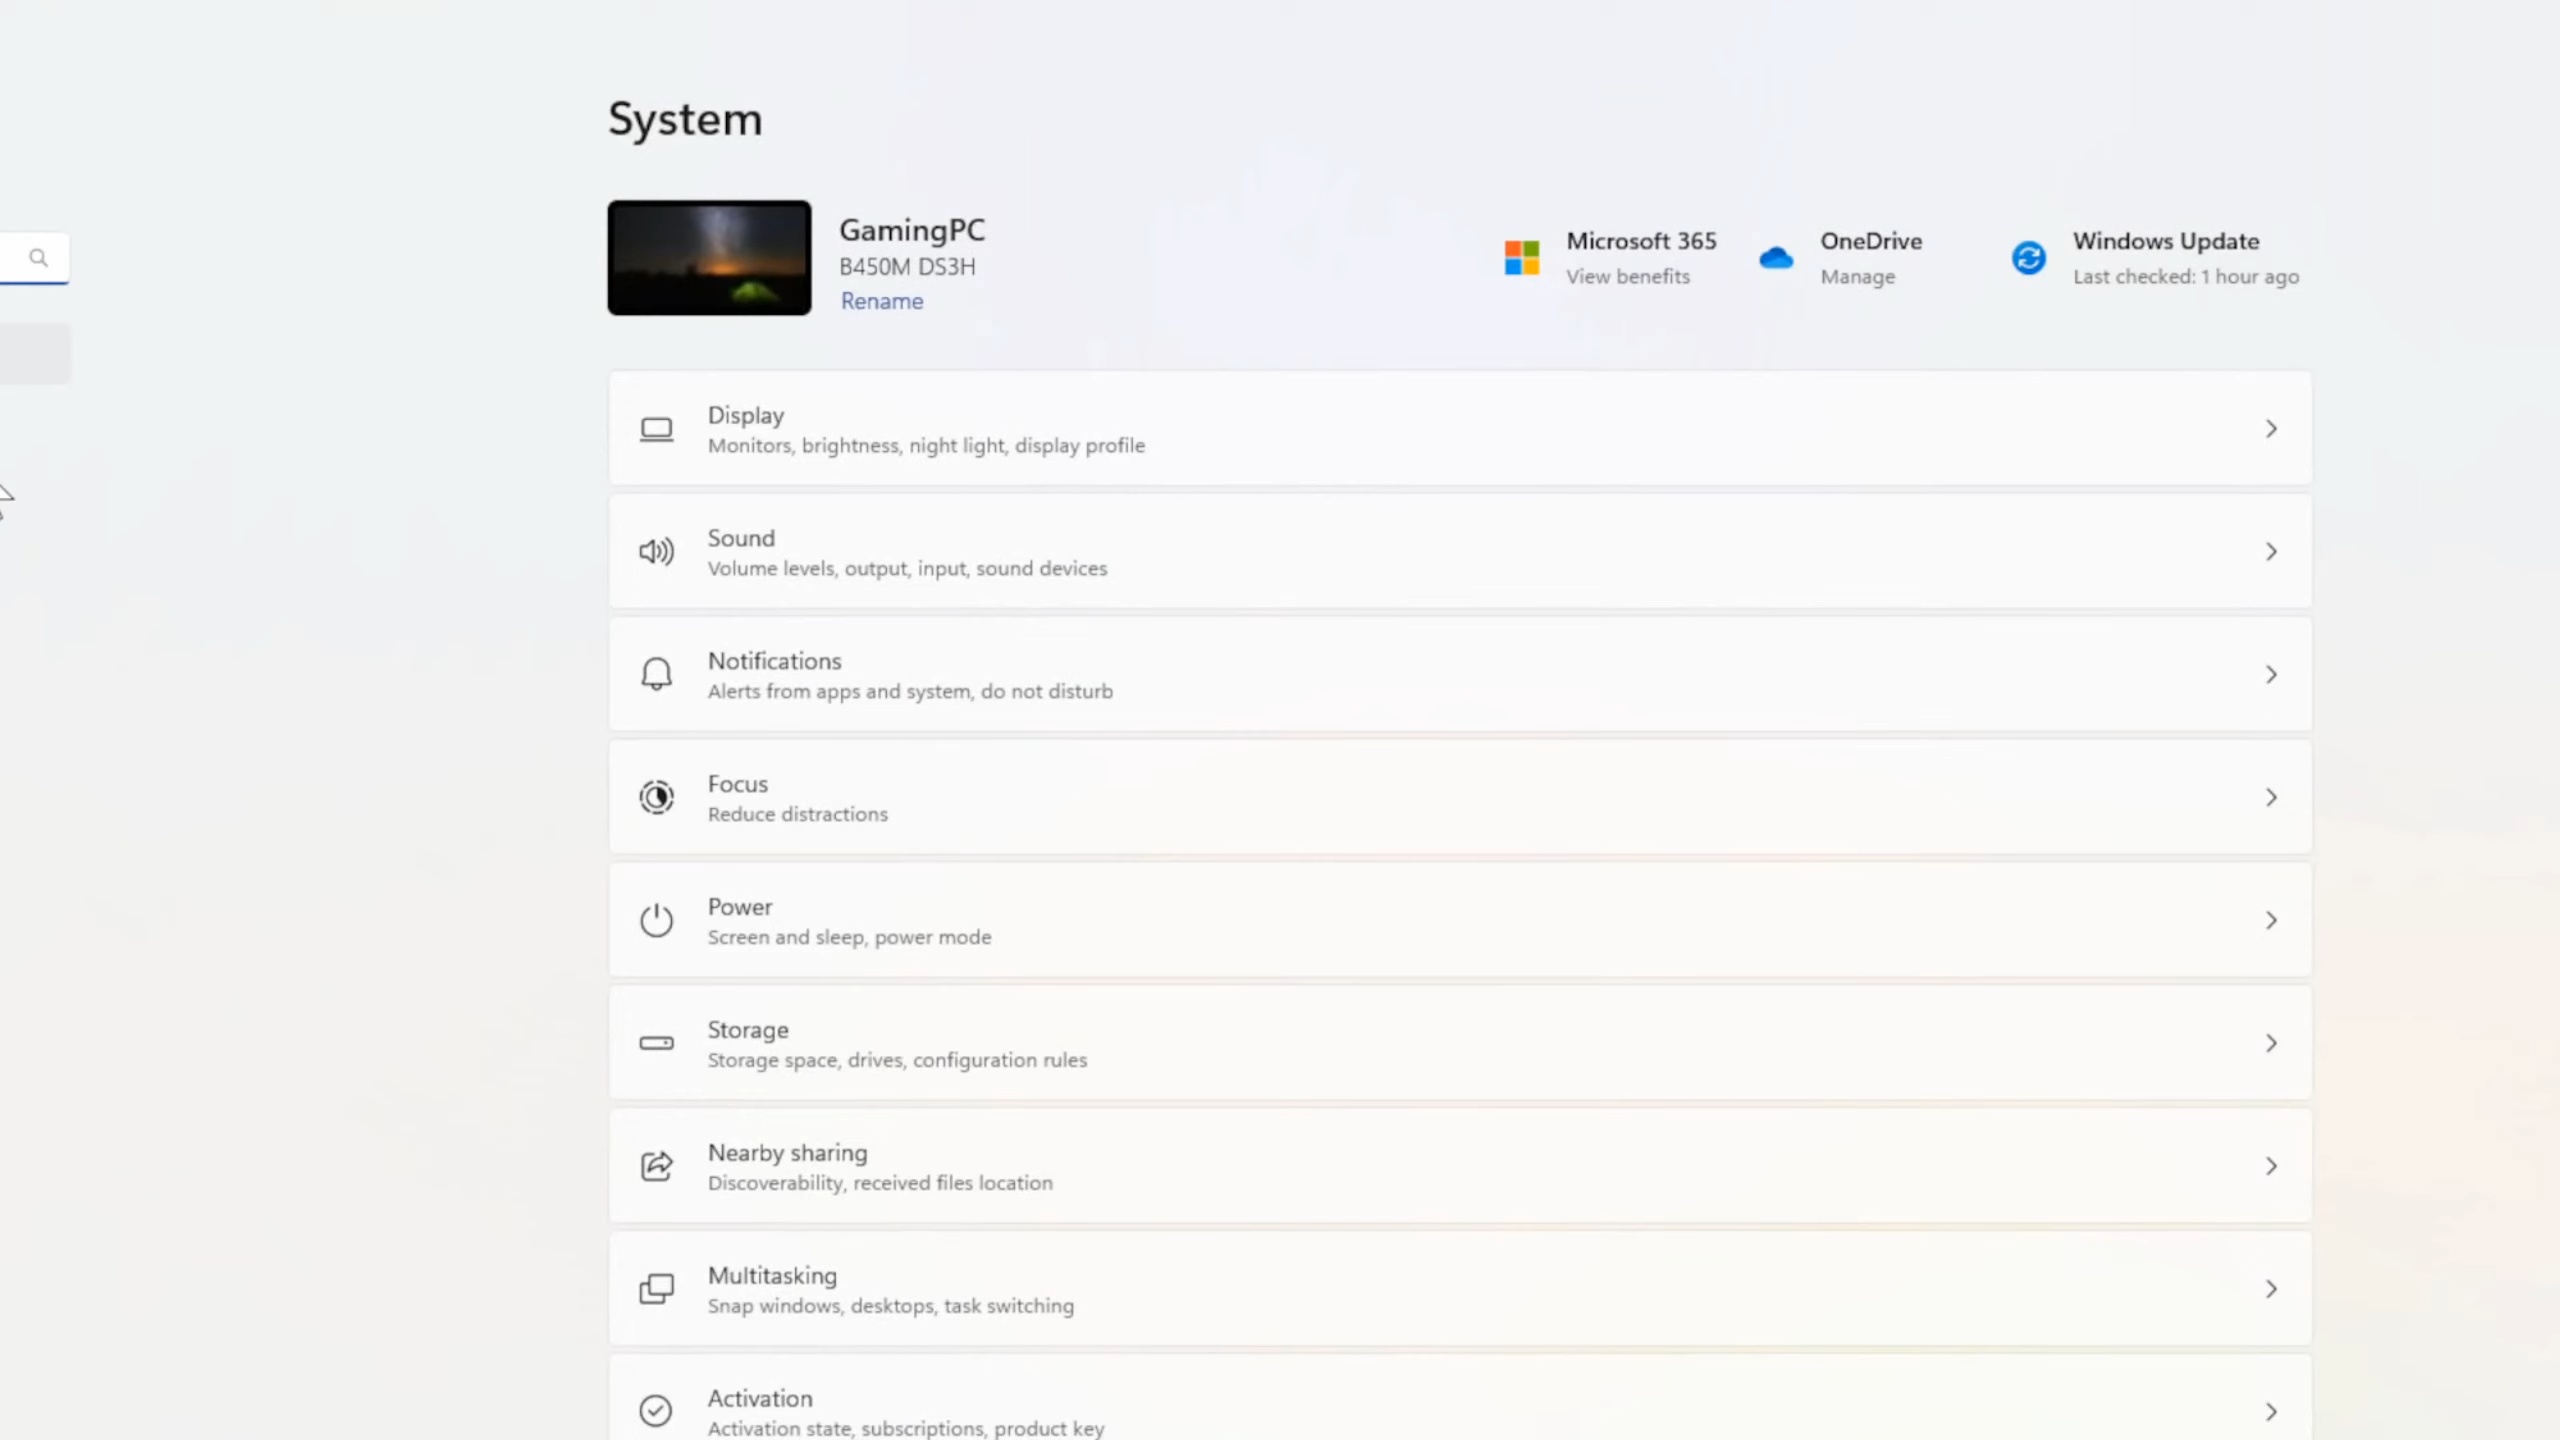 System
GamingPC
B450M DS3H
Rename
Microsoft 365
View benefits
OneDrive
Manage
Windows Update
Last checked: 1 hour ago
Display
Monitors, brightness, night light, display profile
Sound
Volume levels, output, input, sound devices
Notifications
Alerts from apps and system, do not disturb
Focus
Reduce distractions
Power
Screen and sleep, power mode
Storage
Storage space, drives, configuration rules
Nearby sharing
Discoverability, received files location
Multitasking
Snap windows, desktops, task switching
Activation
Activation state, subscriptions, product key